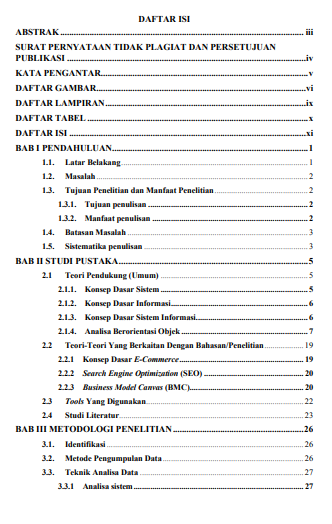 DAFTAR ISI
ABSTRAK ........ iii
SURAT PERNYATAAN TIDAK PLAGIAT DAN PERSETUJUAN
PUBLIKASI ........ iv
KATA PENGANTAR ........ v
DAFTAR GAMBAR ........ vi
DAFTAR LAMPIRAN ........ ix
DAFTAR TABEL ........ x
DAFTAR ISI ........ xi
BAB I PENDAHULUAN ........ 1
1.1. Latar Belakang ........ 1
1.2. Masalah ........ 2
1.3. Tujuan Penelitian dan Manfaat Penelitian ........ 2
1.3.1. Tujuan penulisan ........ 2
1.3.2. Manfaat penulisan ........ 2
1.4. Batasan Masalah ........ 3
1.5. Sistematika penulisan ........ 3
BAB II STUDI PUSTAKA ........ 5
2.1 Teori Pendukung (Umum) ........ 5
2.1.1. Konsep Dasar Sistem ........ 5
2.1.2. Konsep Dasar Informasi ........ 6
2.1.3. Konsep Dasar Sistem Informasi ........ 6
2.1.4. Analisa Berorientasi Objek ........ 7
2.2 Teori-Teori Yang Berkaitan Dengan Bahasan/Penelitian ........ 19
2.2.1 Konsep Dasar E-Commerce ........ 19
2.2.2 Search Engine Optimization (SEO) ........ 20
2.2.3 Business Model Canvas (BMC) ........ 20
2.3 Tools Yang Digunakan ........ 22
2.4 Studi Literatur ........ 23
BAB III METODOLOGI PENELITIAN ........ 26
3.1. Identifikasi ........ 26
3.2. Metode Pengumpulan Data ........ 26
3.3. Teknik Analisa Data ........ 27
3.3.1 Analisa sistem ........ 27